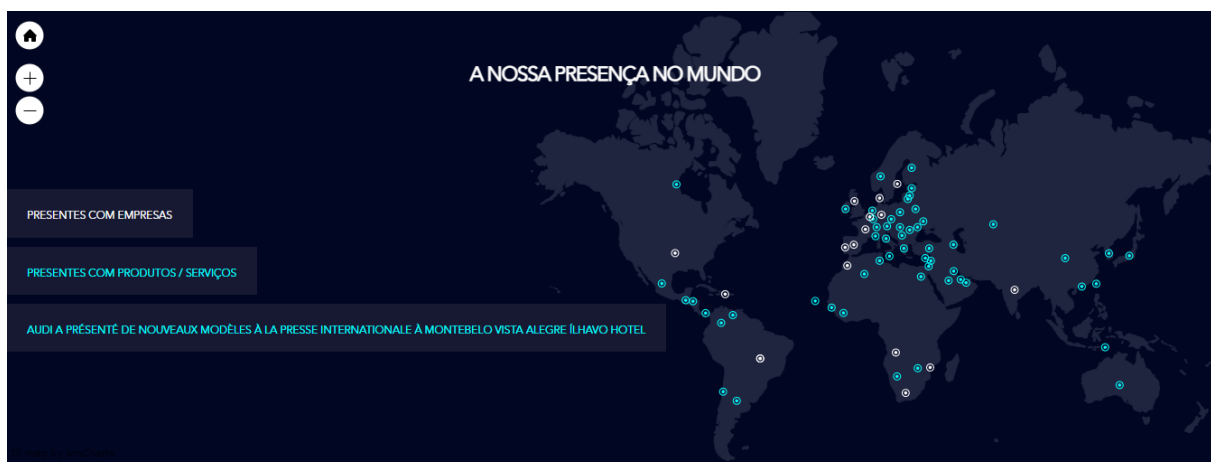 A NOSSA PRESENÇA NO MUNDO
PRESENTES COM EMPRESAS
PRESENTES COM PRODUTOS / SERVIÇOS
AUDI A PRÉSENTÉ DE NOUVEAUX MODÈLES À LA PRESSE INTERNATIONALE À MONTEBELO VISTA ALEGRE ÍLHAVO HOTEL